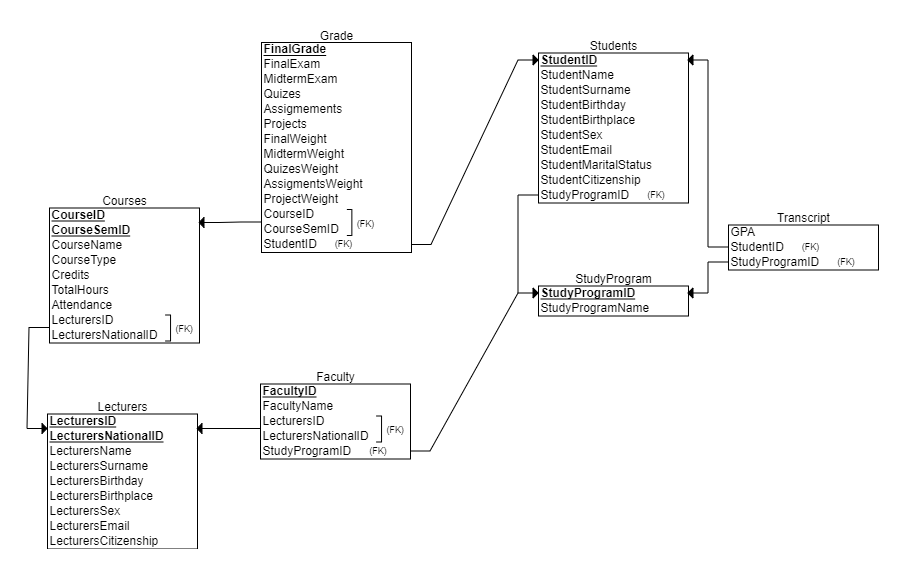 Grade
FinalGrade
FinalExam
MidtermExam
Quizes
Assignements
Projects
FinalWeight
MidtermWeight
QuizesWeight
AssigmentsWeight
ProjectWeight
CourseID
CourseSemID
(FK)
StudentID (FK)
Students
StudentID
StudentName
StudentSurname
StudentBirthday
StudentBirthplace
StudentSex
StudentEmail
StudentMaritalStatus
StudentCitizenship
StudyProgramID (FK)
Courses
CourseID
CourseSemID
CourseName
CourseType
Credits
TotalHours
Attendance
LecturersID
LecturersNationalID
(FK)
Transcript
GPA
StudentID (FK)
StudyProgramID (FK)
StudyProgram
StudyProgramID
StudyProgramName
Faculty
FacultyID
FacultyName
LecturersID
LecturersNationalID
(FK)
StudyProgramID (FK)
Lecturers
LecturersID
LecturersNationalID
LecturersName
LecturersSurname
LecturersBirthday
LecturersBirthplace
LecturersSex
LecturersEmail
LecturersCitizenship